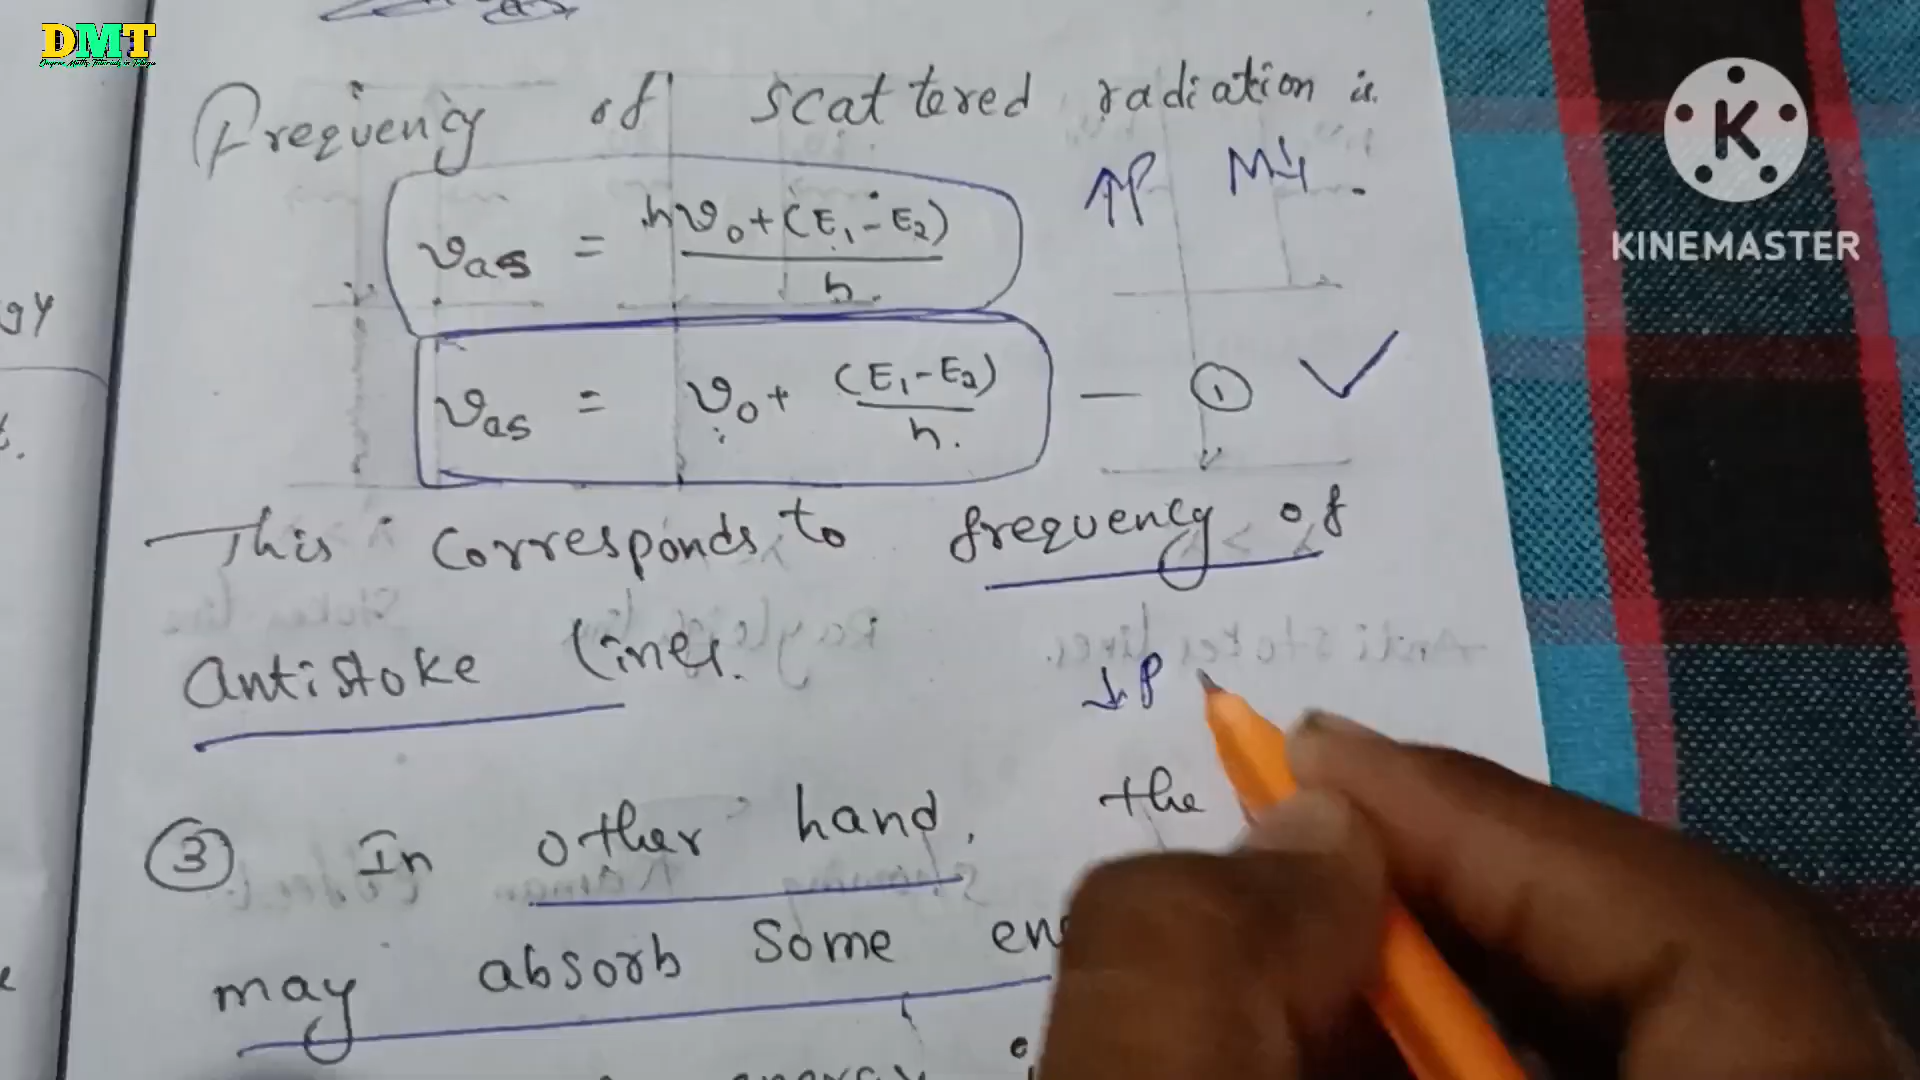 DMT
KINEMASTER
Frequency of scattered radiation is
↑P M↓
νas = hν0 + (E1 - E2) / h.
νas = ν0 + (E1 - E2) / h. — ①
This corresponds to frequency of
antistoke lines.
↓P
③ In other hand, the
may absorb some en
energy